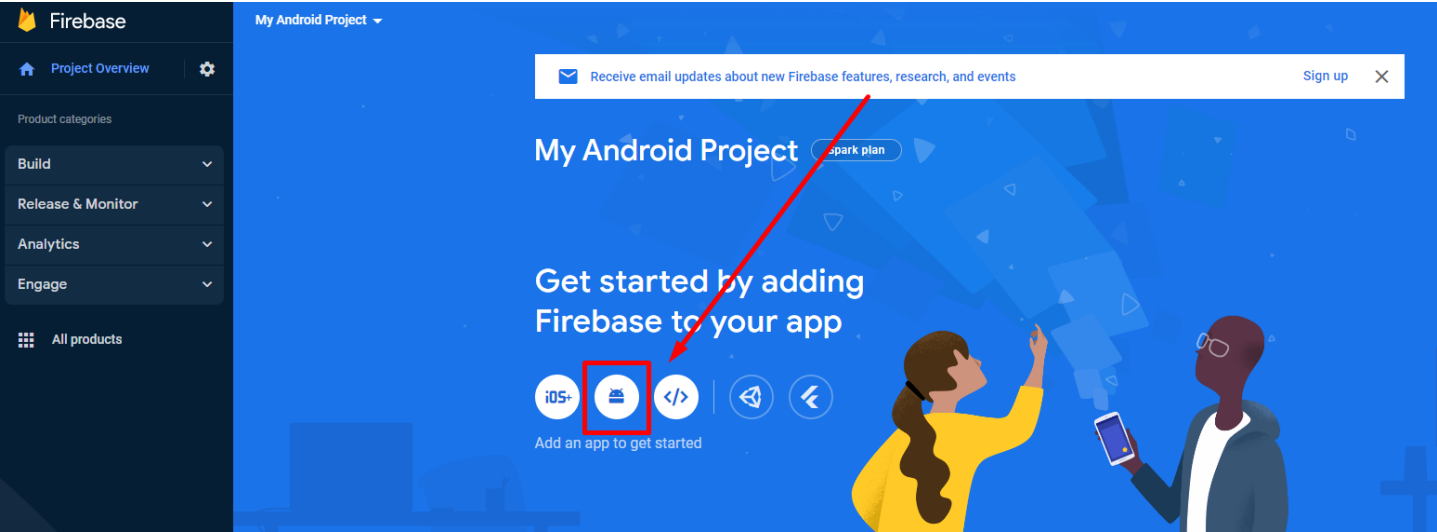 Firebase
My Android Project
Project Overview
Receive email updates about new Firebase features, research, and events
Sign up
Product categories
Build
Release & Monitor
Analytics
Engage
All products
My Android Project
Spark plan
Get started by adding
Firebase to your app
iOS+
</>
Add an app to get started